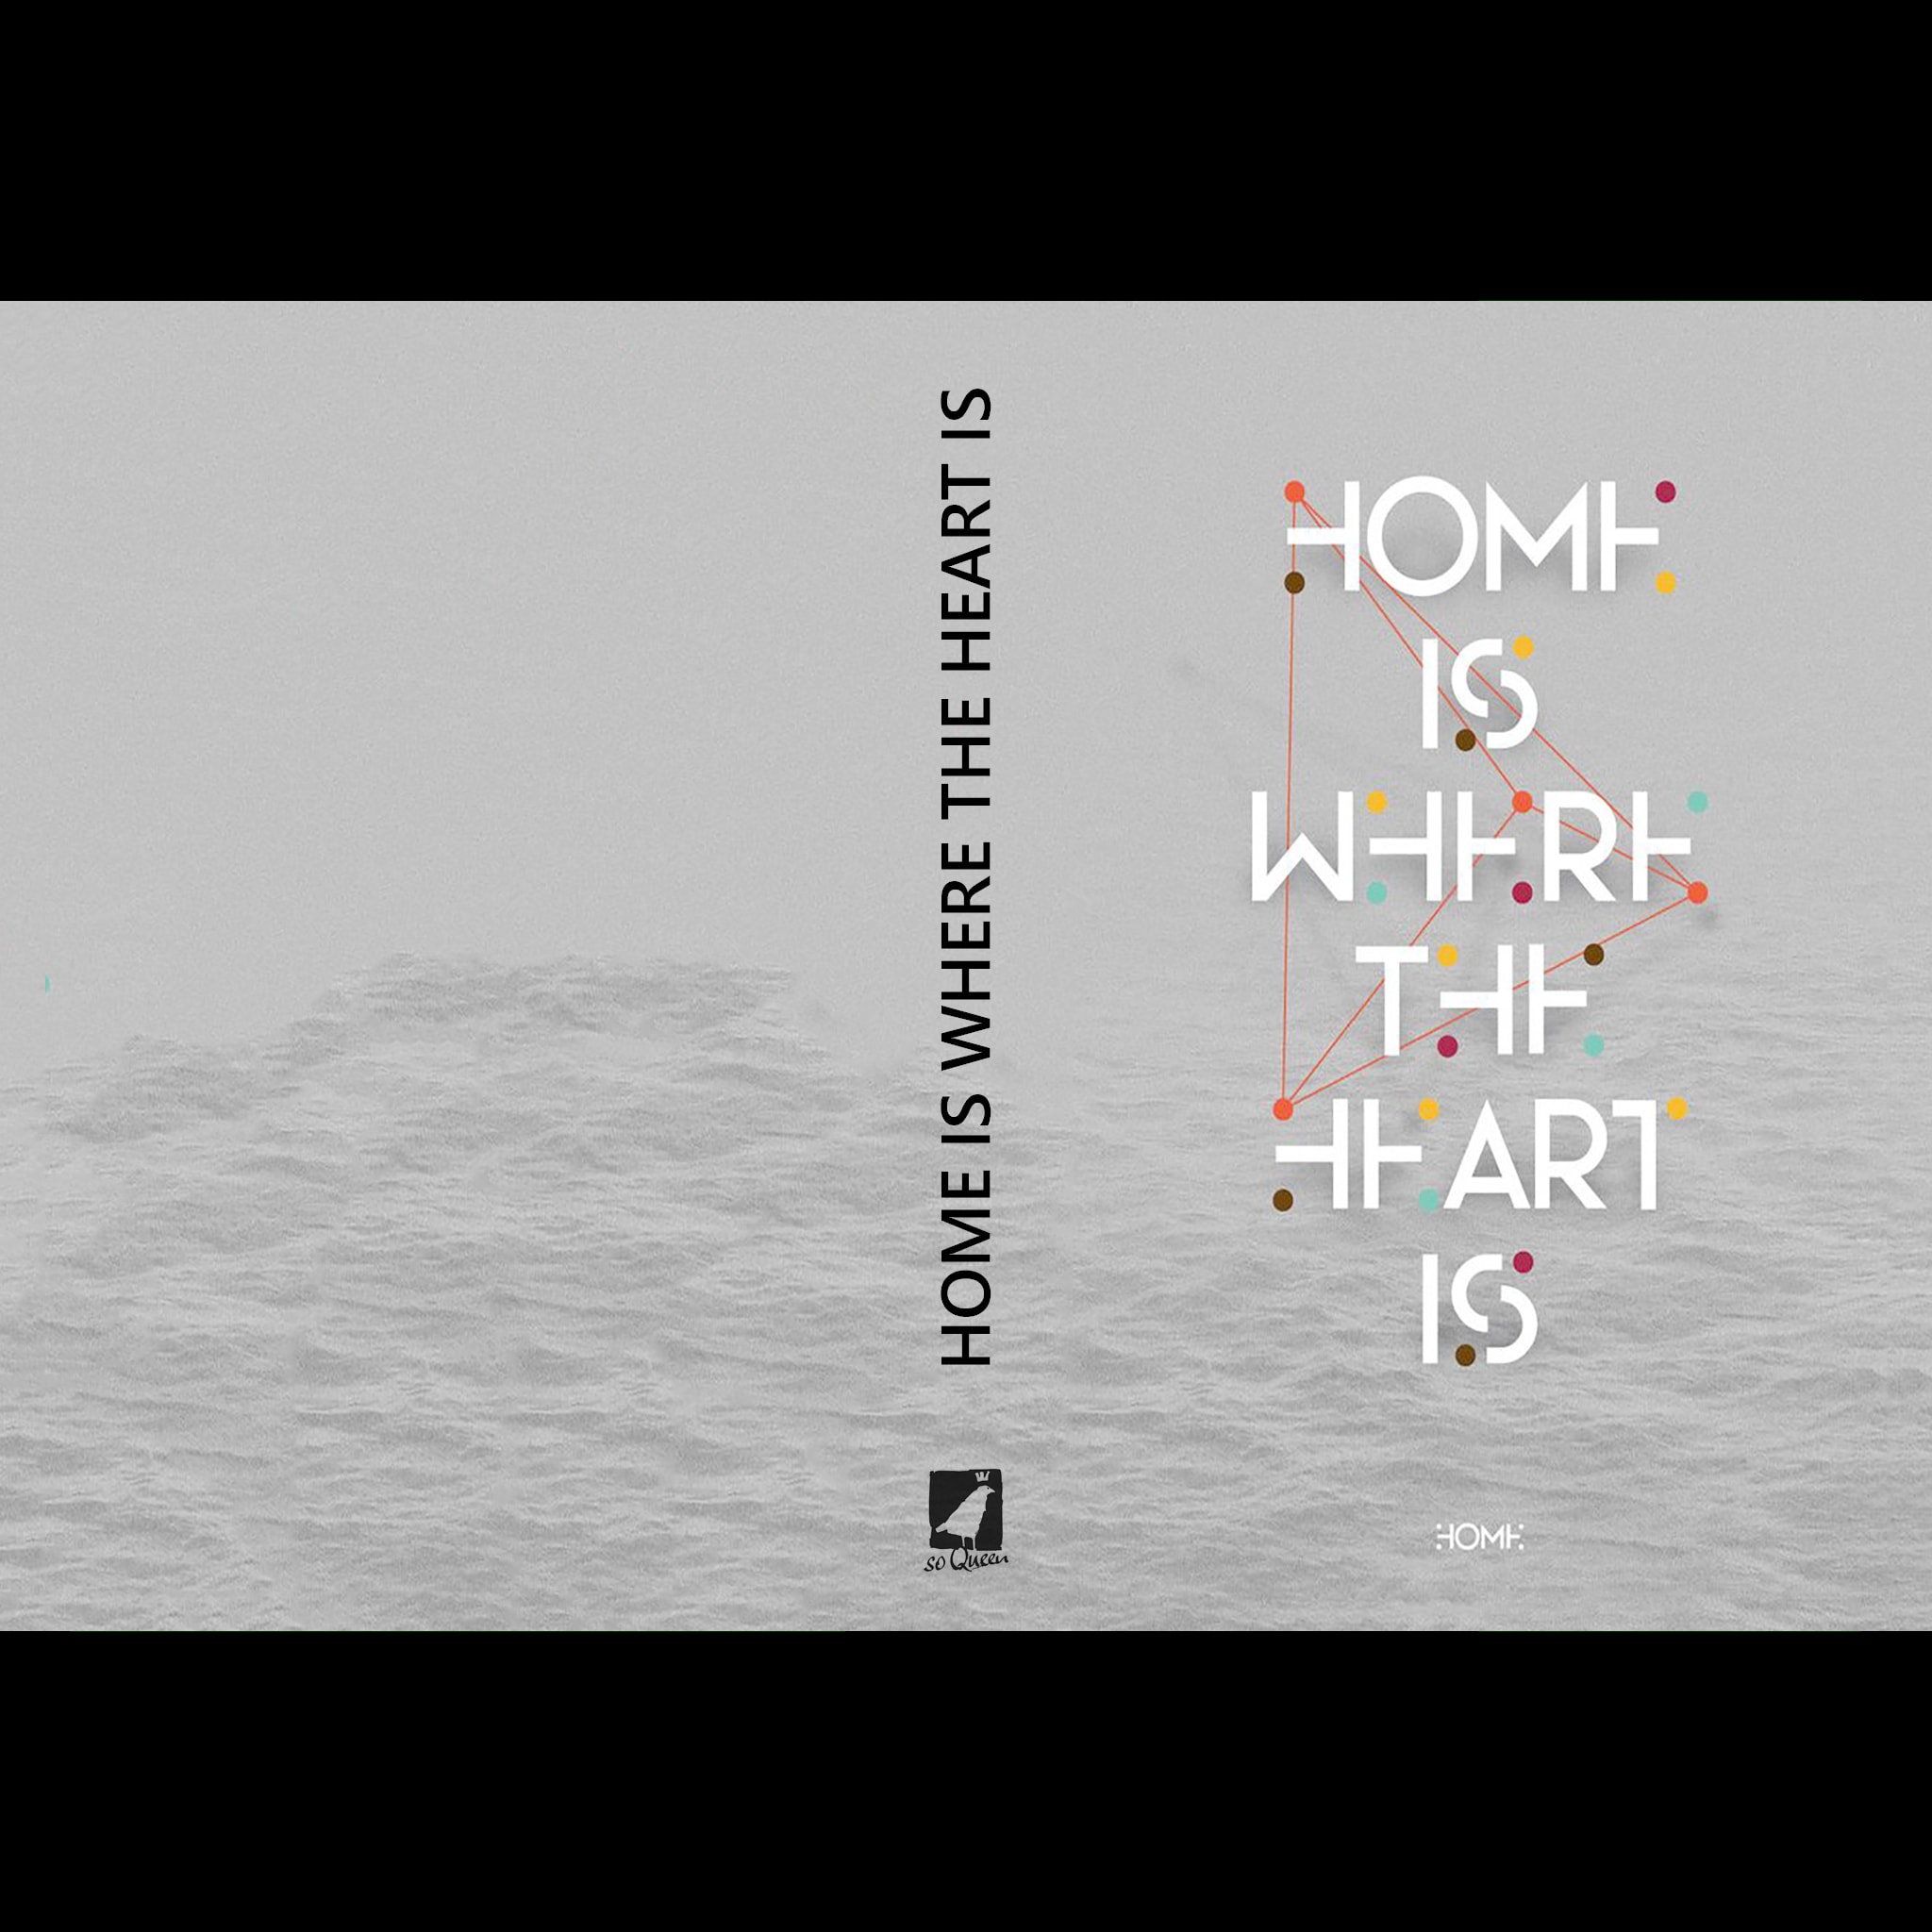 HOME IS WHERE THE HEART IS
so Queen
HOME
IS
WHERE
THE
HEART
IS
HOME